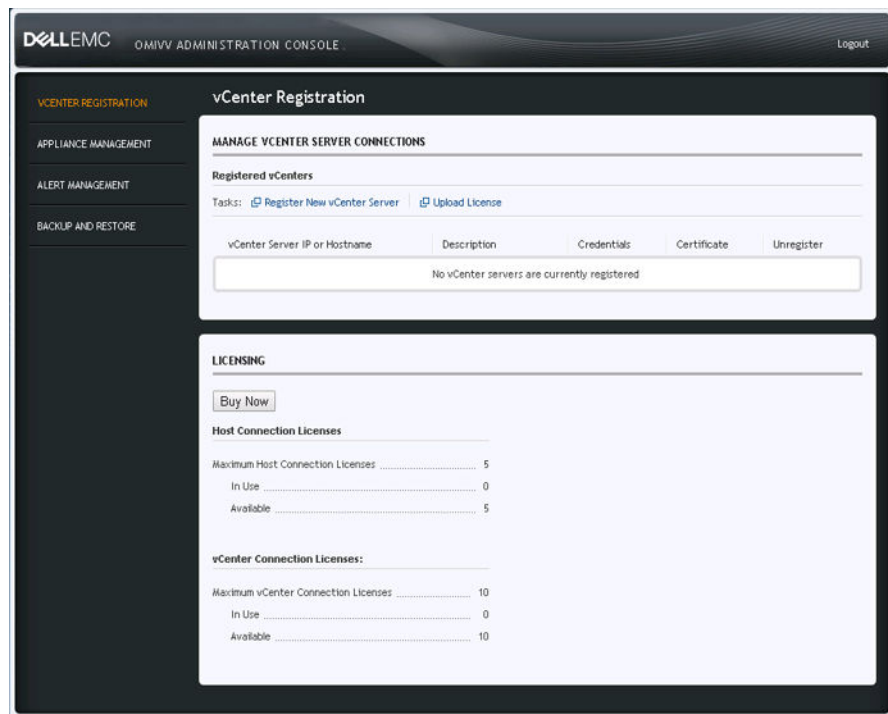 DELLEMC OMIVV ADMINISTRATION CONSOLE Logout
VCENTER REGISTRATION
APPLIANCE MANAGEMENT
ALERT MANAGEMENT
BACKUP AND RESTORE
vCenter Registration
MANAGE VCENTER SERVER CONNECTIONS
Registered vCenters
Tasks: Register New vCenter Server Upload License
vCenter Server IP or Hostname Description Credentials Certificate Unregister
No vCenter servers are currently registered
LICENSING
Buy Now
Host Connection Licenses
Maximum Host Connection Licenses 5
In Use 0
Available 5
vCenter Connection Licenses:
Maximum vCenter Connection Licenses 10
In Use 0
Available 10